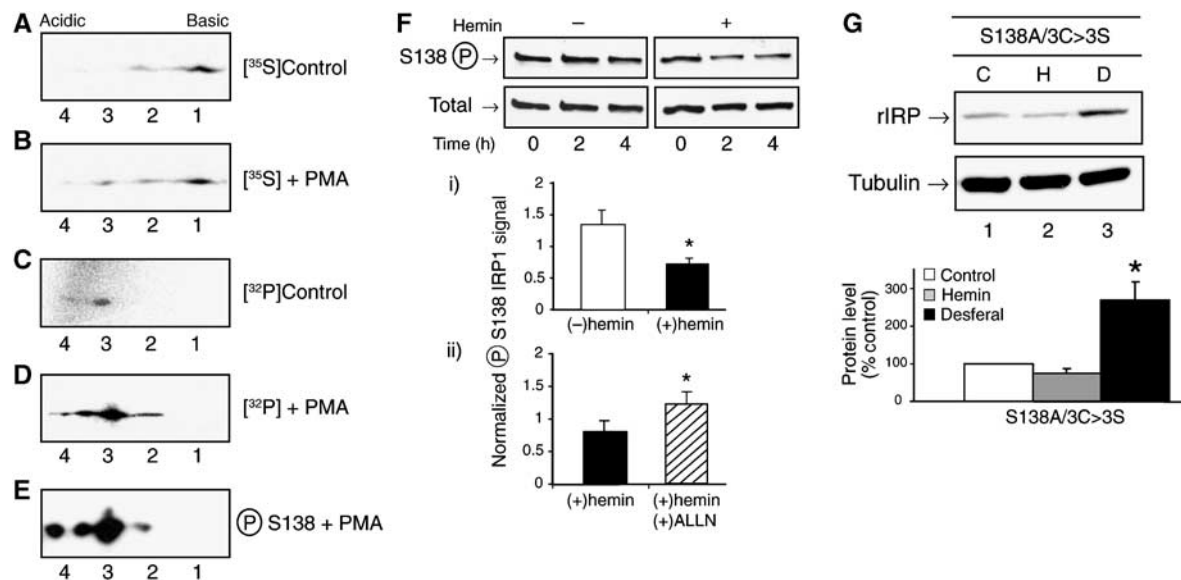 A
Acidic
Basic
[35S]Control
4 3 2 1
B
[35S] + PMA
4 3 2 1
C
[32P]Control
4 3 2 1
D
[32P] + PMA
4 3 2 1
E
Ⓟ S138 + PMA
4 3 2 1
F
Hemin − +
S138 Ⓟ →
Total →
Time (h) 0 2 4 0 2 4
Normalized Ⓟ S138 IRP1 signal
i)
2
1.5
1
0.5
0
*
(−)hemin (+)hemin
ii)
2
1.5
1
0.5
0
*
(+)hemin (+)hemin
(+)ALLN
G
S138A/3C>3S
C H D
rIRP →
Tubulin →
1 2 3
Protein level
(% control)
300
200
100
0
Control
Hemin
Desferal
*
S138A/3C>3S